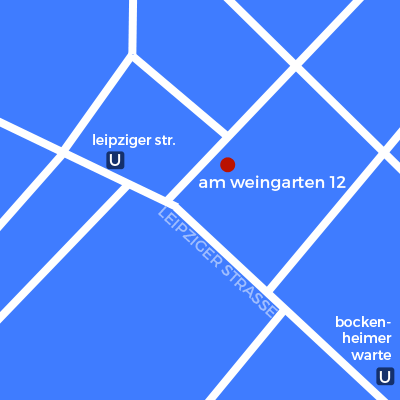 leipziger str.
U
am weingarten 12
LEIPZIGER STRASSE
bocken-
heimer
warte
U